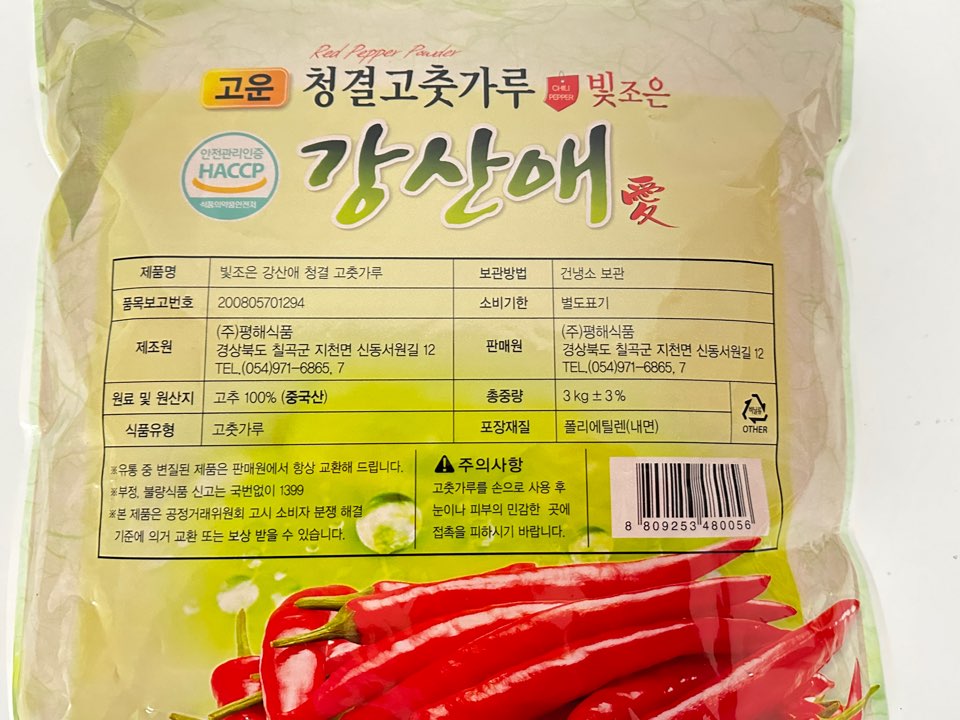 Red Pepper Powder
고운 청결고춧가루 CHILI PEPPER 빛조은
안전관리인증
HACCP
식품의약품안전처
강산애 愛
제품명 빛조은 강산애 청결 고춧가루 보관방법 건냉소 보관
품목보고번호 200805701294 소비기한 별도표기
제조원 (주)평해식품
경상북도 칠곡군 지천면 신동서원길 12
TEL.(054)971-6865, 7
판매원 (주)평해식품
경상북도 칠곡군 지천면 신동서원길 12
TEL.(054)971-6865, 7
원료 및 원산지 고추 100% (중국산) 총중량 3kg ± 3%
식품유형 고춧가루 포장재질 폴리에틸렌(내면)
OTHER
※유통 중 변질된 제품은 판매원에서 항상 교환해 드립니다.
※부정, 불량식품 신고는 국번없이 1399
※본 제품은 공정거래위원회 고시 소비자 분쟁 해결
기준에 의거 교환 또는 보상 받을 수 있습니다.
주의사항
고춧가루를 손으로 사용 후
눈이나 피부의 민감한 곳에
접촉을 피하시기 바랍니다.
8 809253 480056